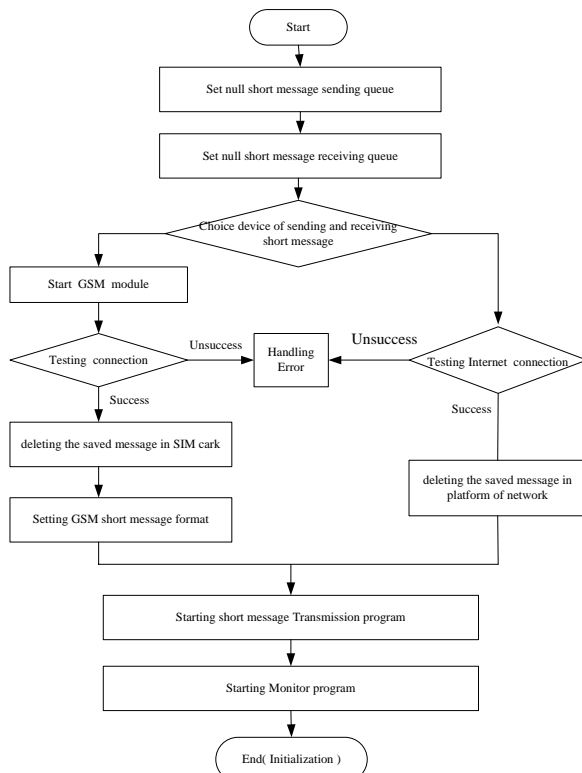 Start
Set null short message sending queue
Set null short message receiving queue
Choice device of sending and receiving
short message
Start GSM module
Testing connection
Unsuccess
Handling
Error
Unsuccess
Testing Internet connection
Success
Success
deleting the saved message in SIM cark
deleting the saved message in
platform of network
Setting GSM short message format
Starting short message Transmission program
Starting Monitor program
End( Initialization )